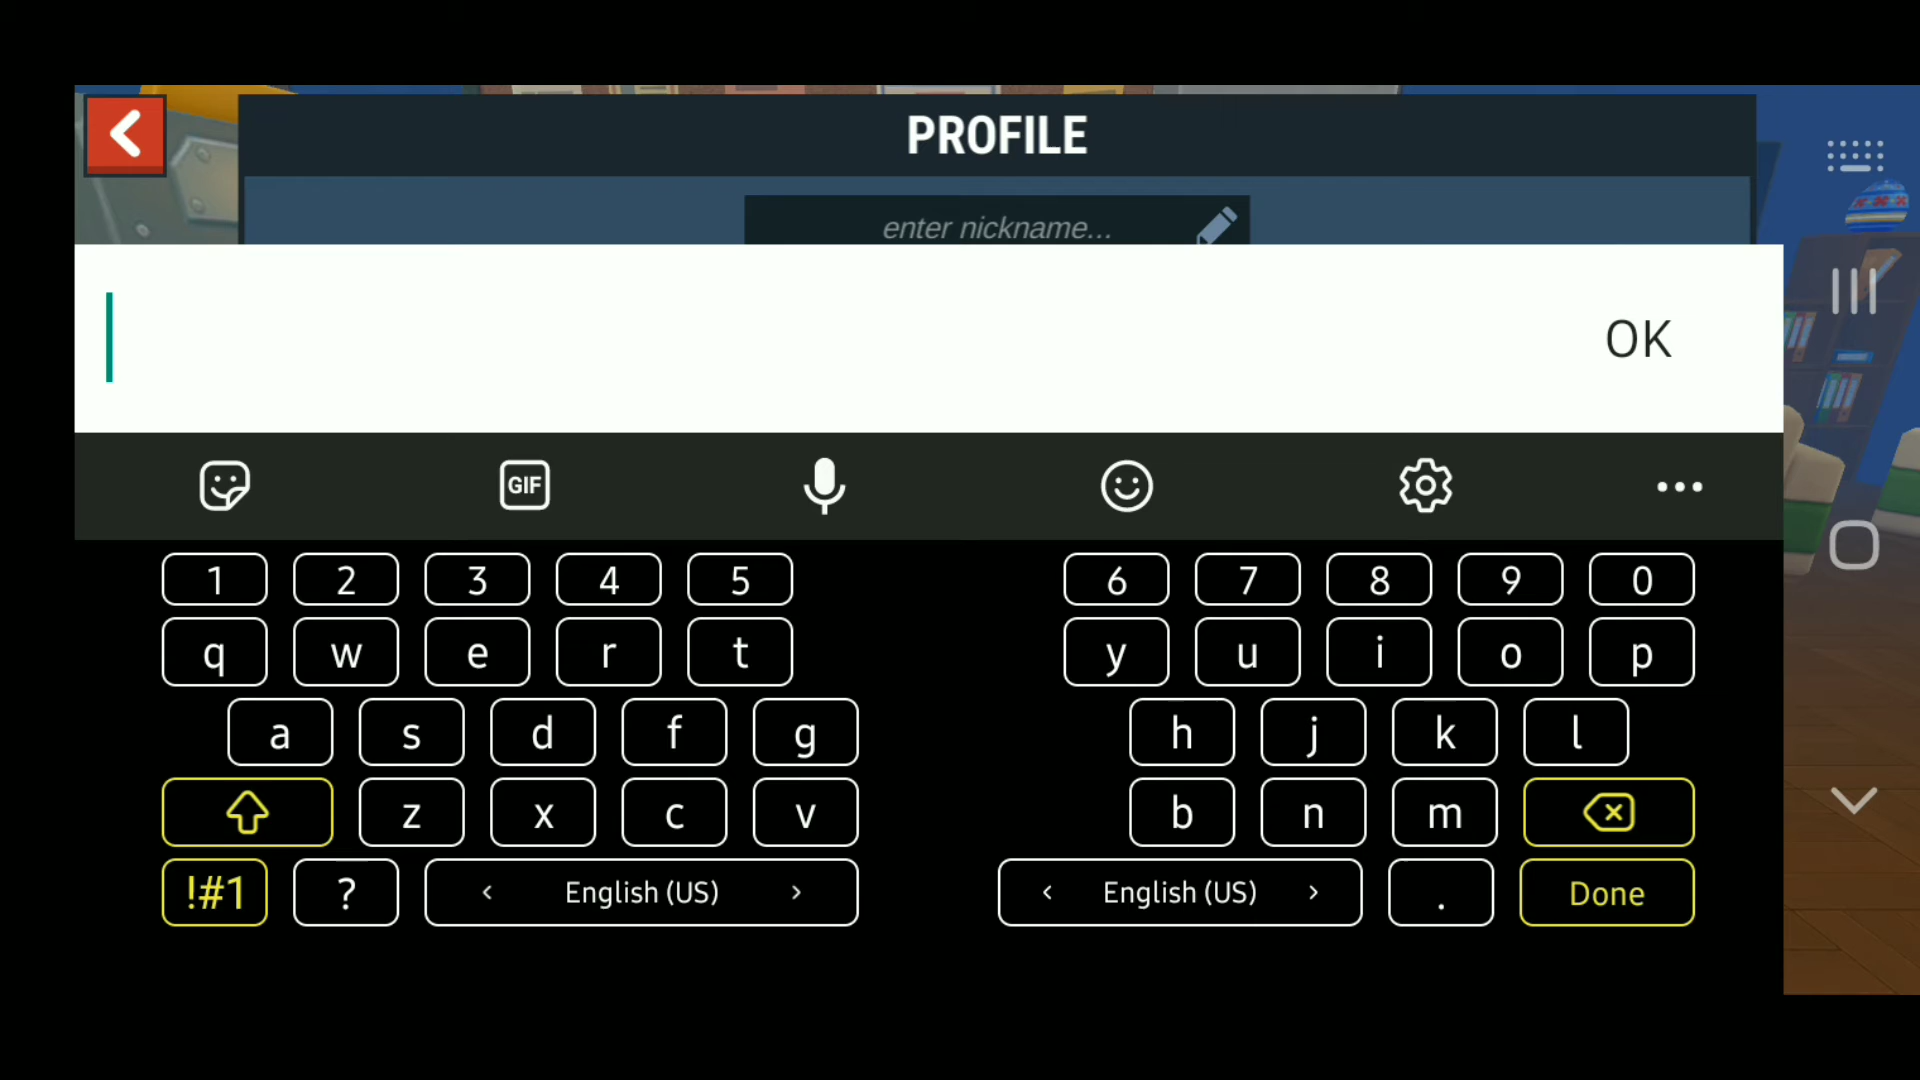 PROFILE
enter nickname...
OK
GIF
1 2 3 4 5 6 7 8 9 0
q w e r t y u i o p
a s d f g h j k l
z x c v b n m
!#1 ? < English (US) > < English (US) > . Done